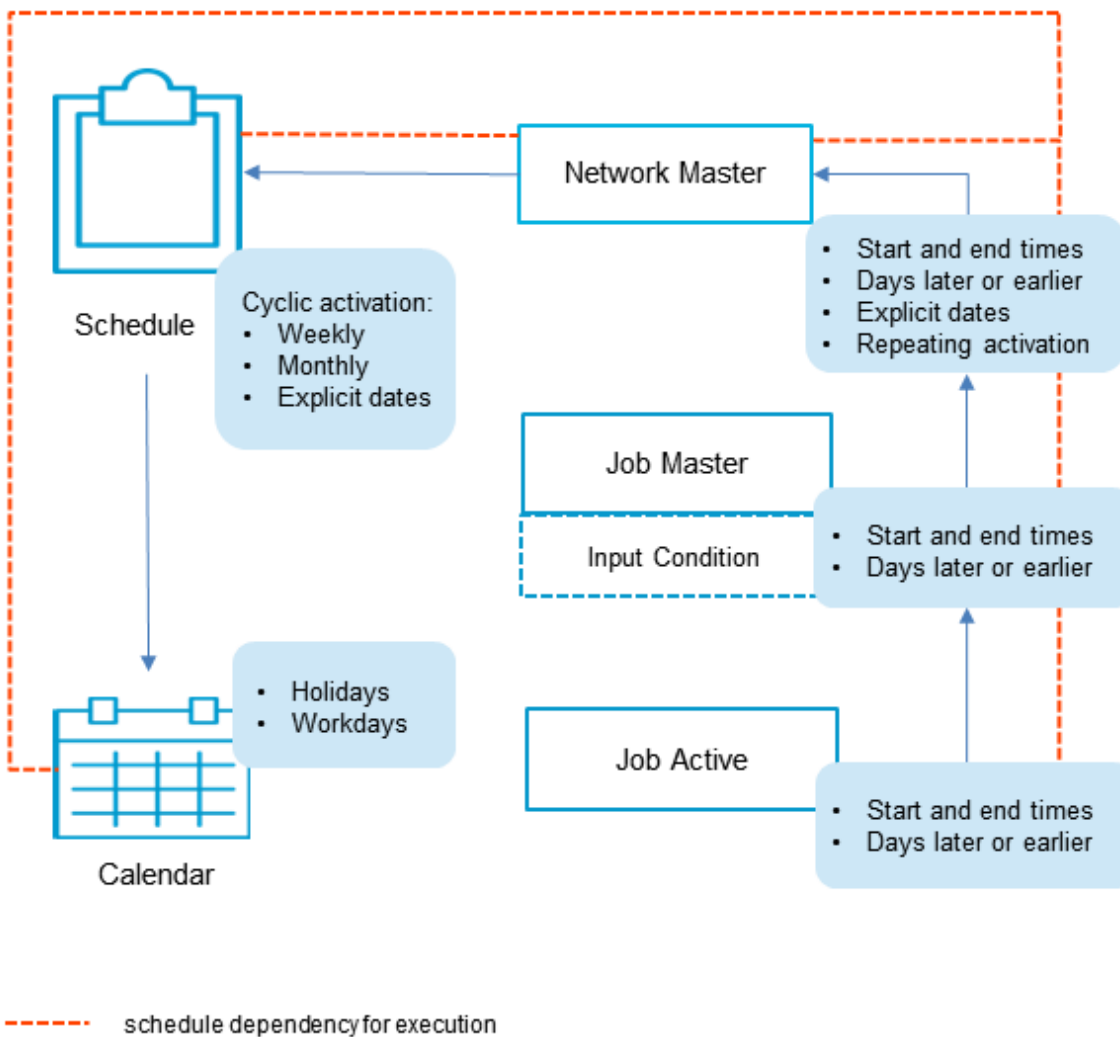 Network Master
• Start and end times
• Days later or earlier
• Explicit dates
• Repeating activation
Schedule
Cyclic activation:
• Weekly
• Monthly
• Explicit dates
Job Master
Input Condition
• Start and end times
• Days later or earlier
• Holidays
• Workdays
Job Active
• Start and end times
• Days later or earlier
Calendar
schedule dependency for execution